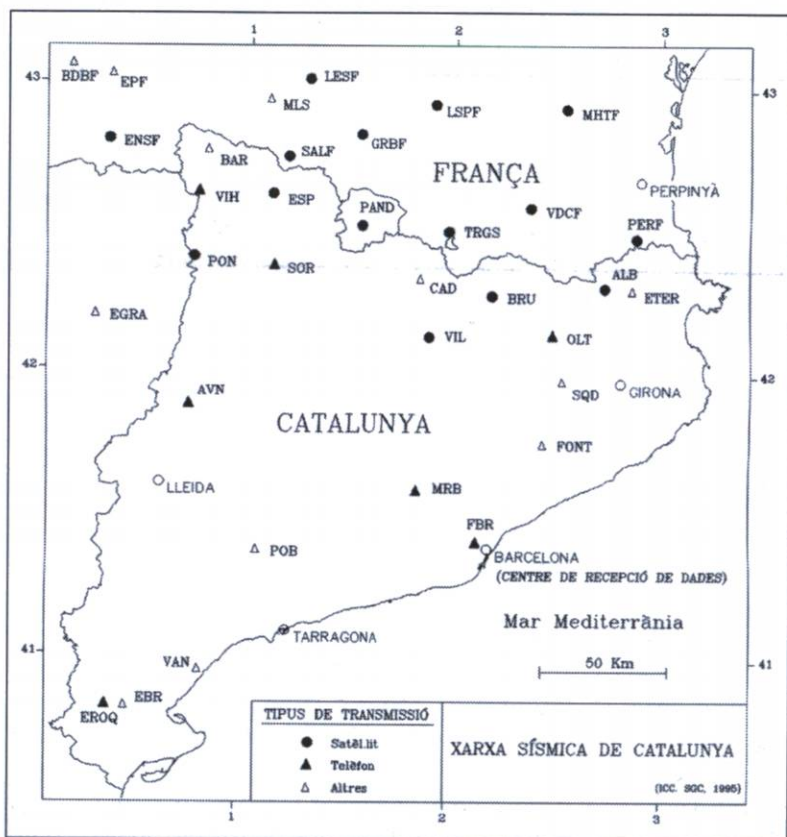 1
2
3
43
43
BDBF
EPF
LESF
MLS
LSPF
MHTF
ENSF
BAR
SALF
GRBF
FRANÇA
PERPINYÀ
VIH
ESP
PAND
VDCF
TRGS
PERF
PON
SOR
CAD
BRU
ALB
ETER
EGRA
VIL
OLT
42
42
AVN
SQD
GIRONA
CATALUNYA
FONT
LLEIDA
MRB
FBR
POB
BARCELONA
(CENTRE DE RECEPCIÓ DE DADES)
Mar Mediterrània
TARRAGONA
41
41
VAN
50 Km
EBR
EROQ
TIPUS DE TRANSMISSIÓ
Satèl.lit
Telèfon
Altres
XARXA SÍSMICA DE CATALUNYA
(ICC. SGC, 1995)
1
2
3